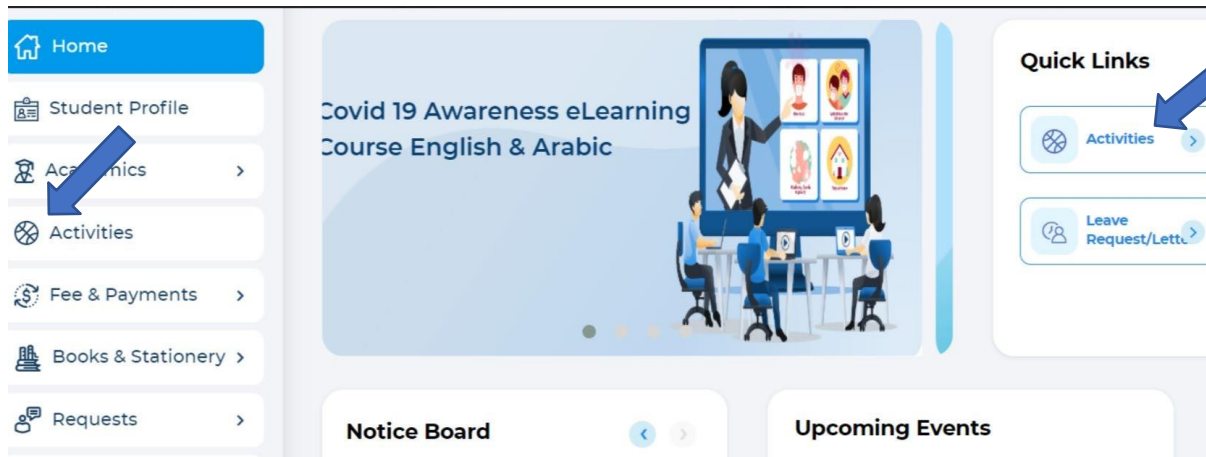 Home
Student Profile
Academics
Activities
Fee & Payments
Books & Stationery
Requests
Covid 19 Awareness eLearning
Course English & Arabic
Quick Links
Activities
Leave
Request/Lette
Notice Board
Upcoming Events